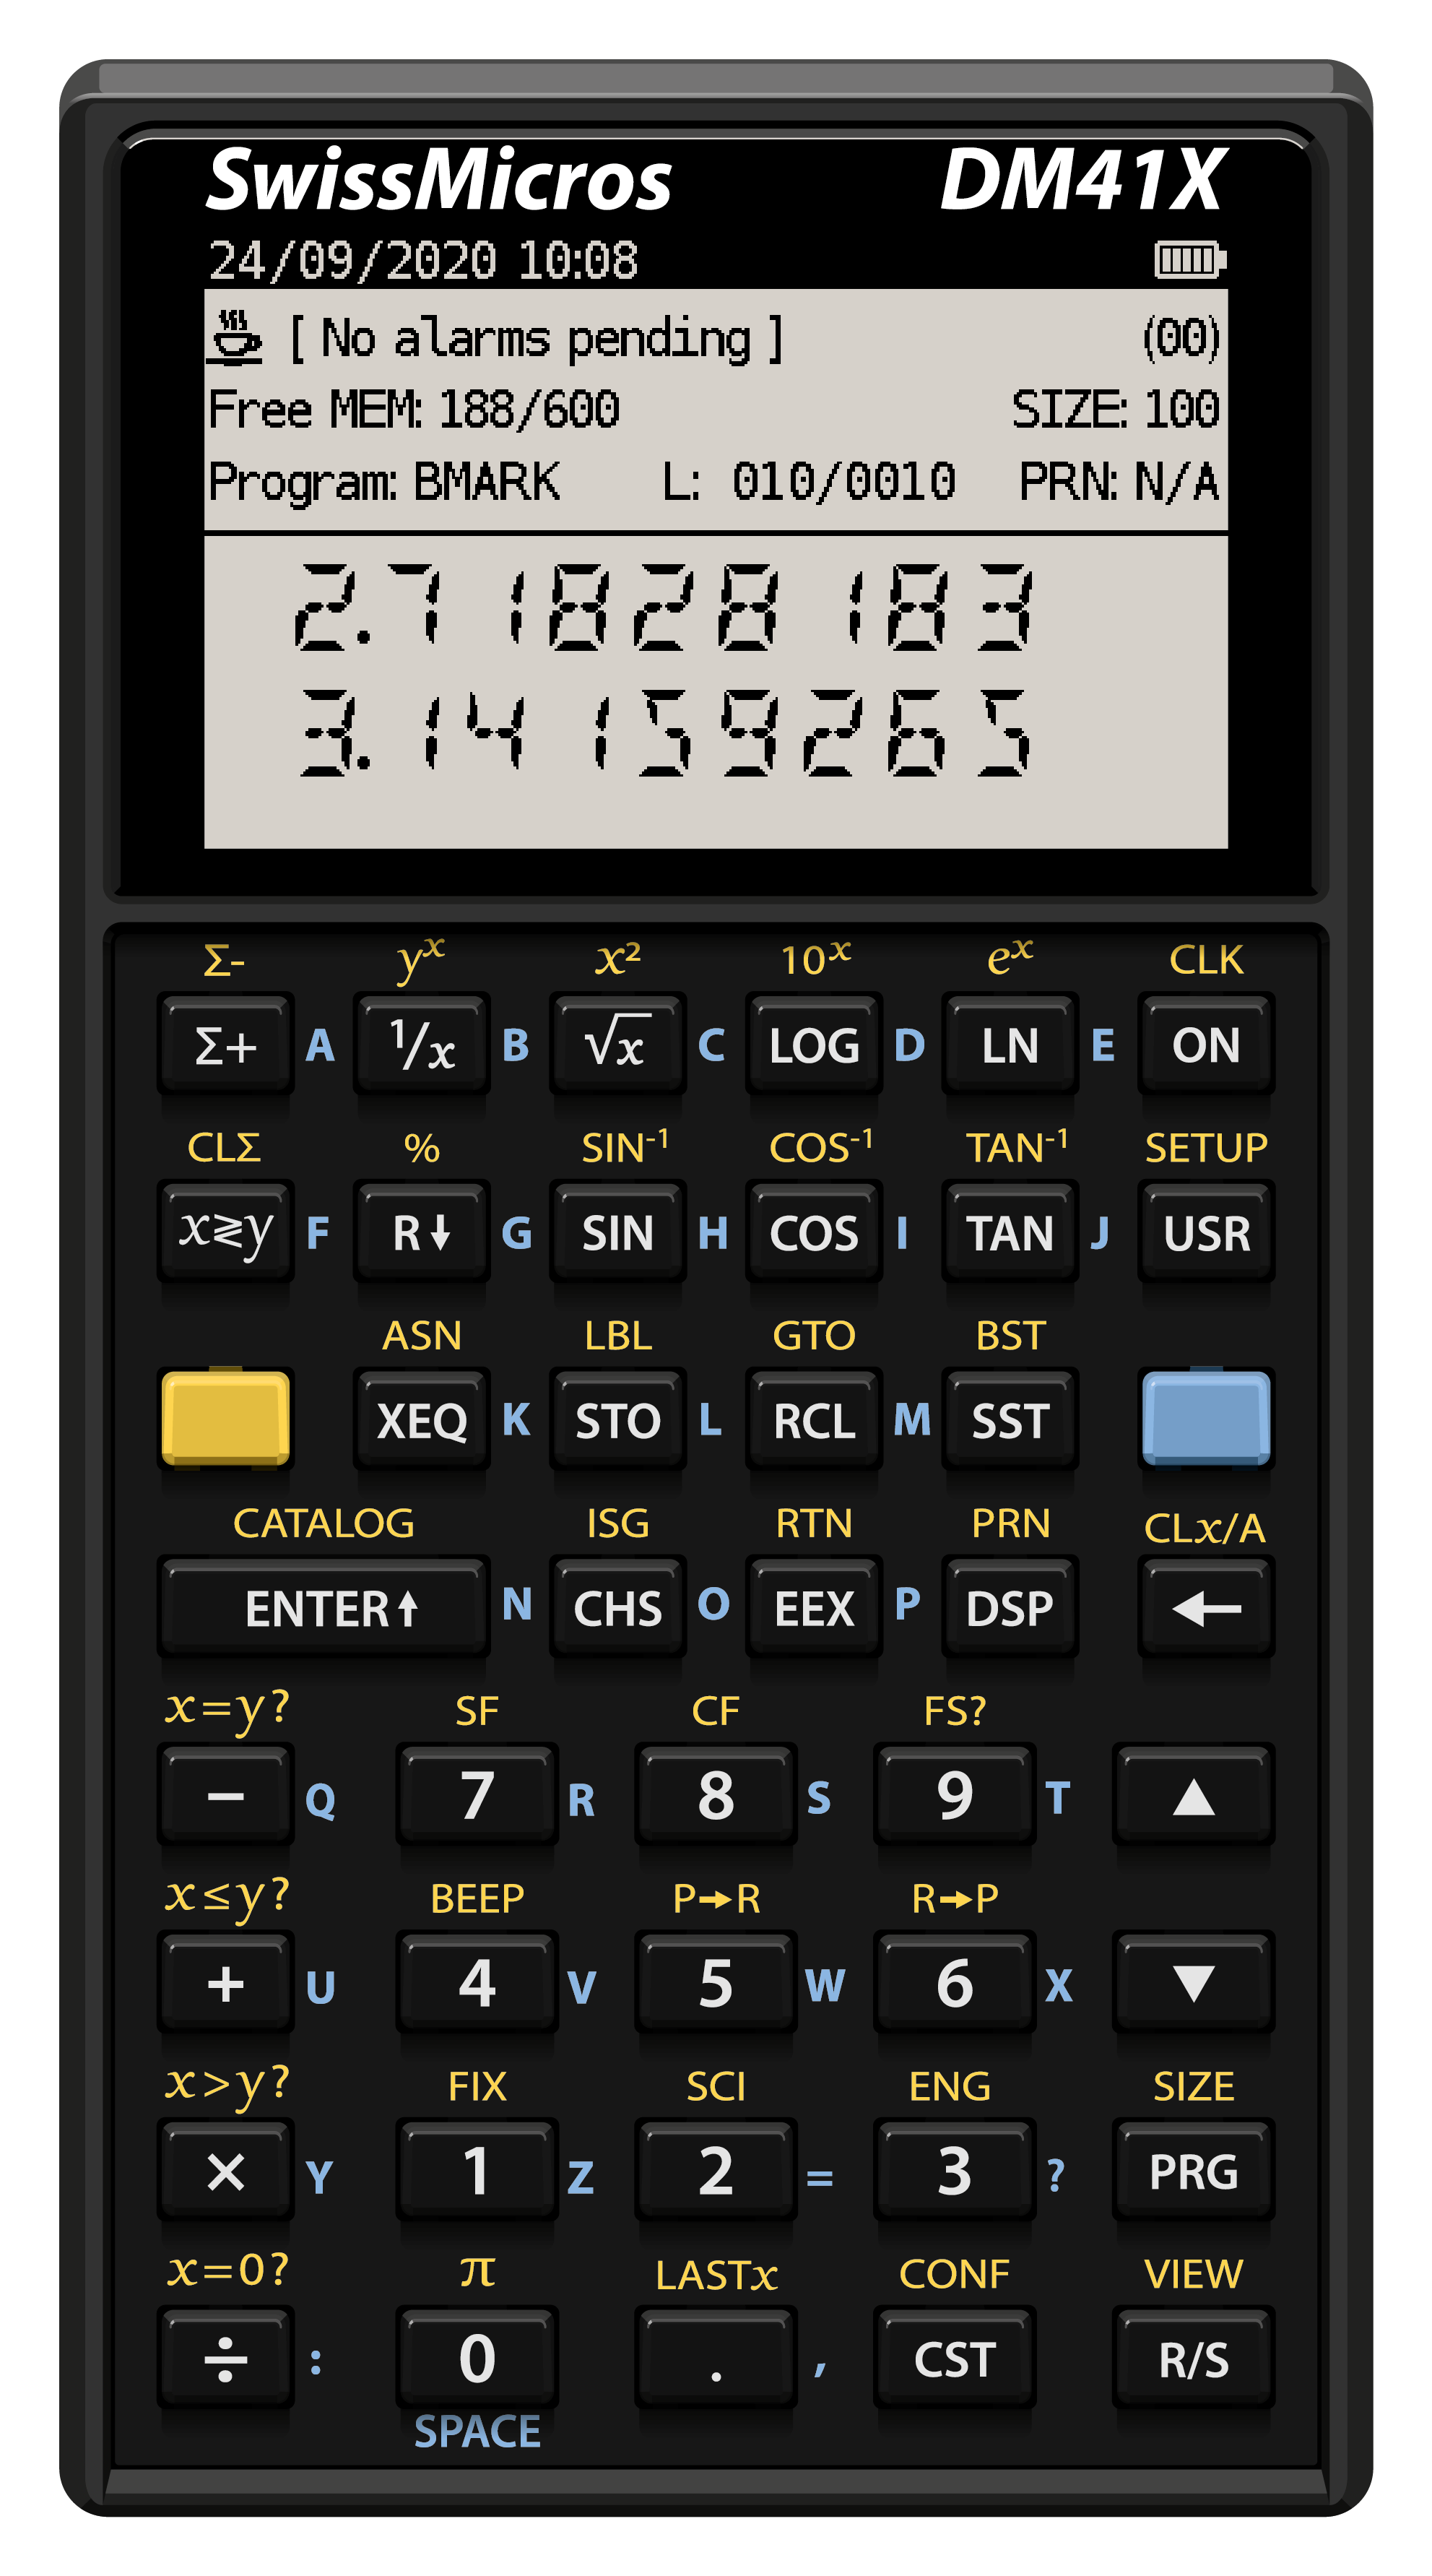 SwissMicros DM41X
24/09/2020 10:08
[ No alarms pending ] (00)
Free MEM: 188/600 SIZE: 100
Program: BMARK L: 010/0010 PRN: N/A
2.71828183
3.14159265
Σ- yˣ x² 10ˣ eˣ CLK
Σ+ A 1/x B √x C LOG D LN E ON
CLΣ % SIN⁻¹ COS⁻¹ TAN⁻¹ SETUP
x≷y F R↓ G SIN H COS I TAN J USR
ASN LBL GTO BST
XEQ K STO L RCL M SST
CATALOG ISG RTN PRN CLx/A
ENTER↑ N CHS O EEX P DSP ←
x=y? SF CF FS?
− Q 7 R 8 S 9 T ▲
x≤y? BEEP P→R R→P
+ U 4 V 5 W 6 X ▼
x>y? FIX SCI ENG SIZE
× Y 1 Z 2 = 3 ? PRG
x=0? π LASTx CONF VIEW
÷ : 0 . , CST R/S
SPACE